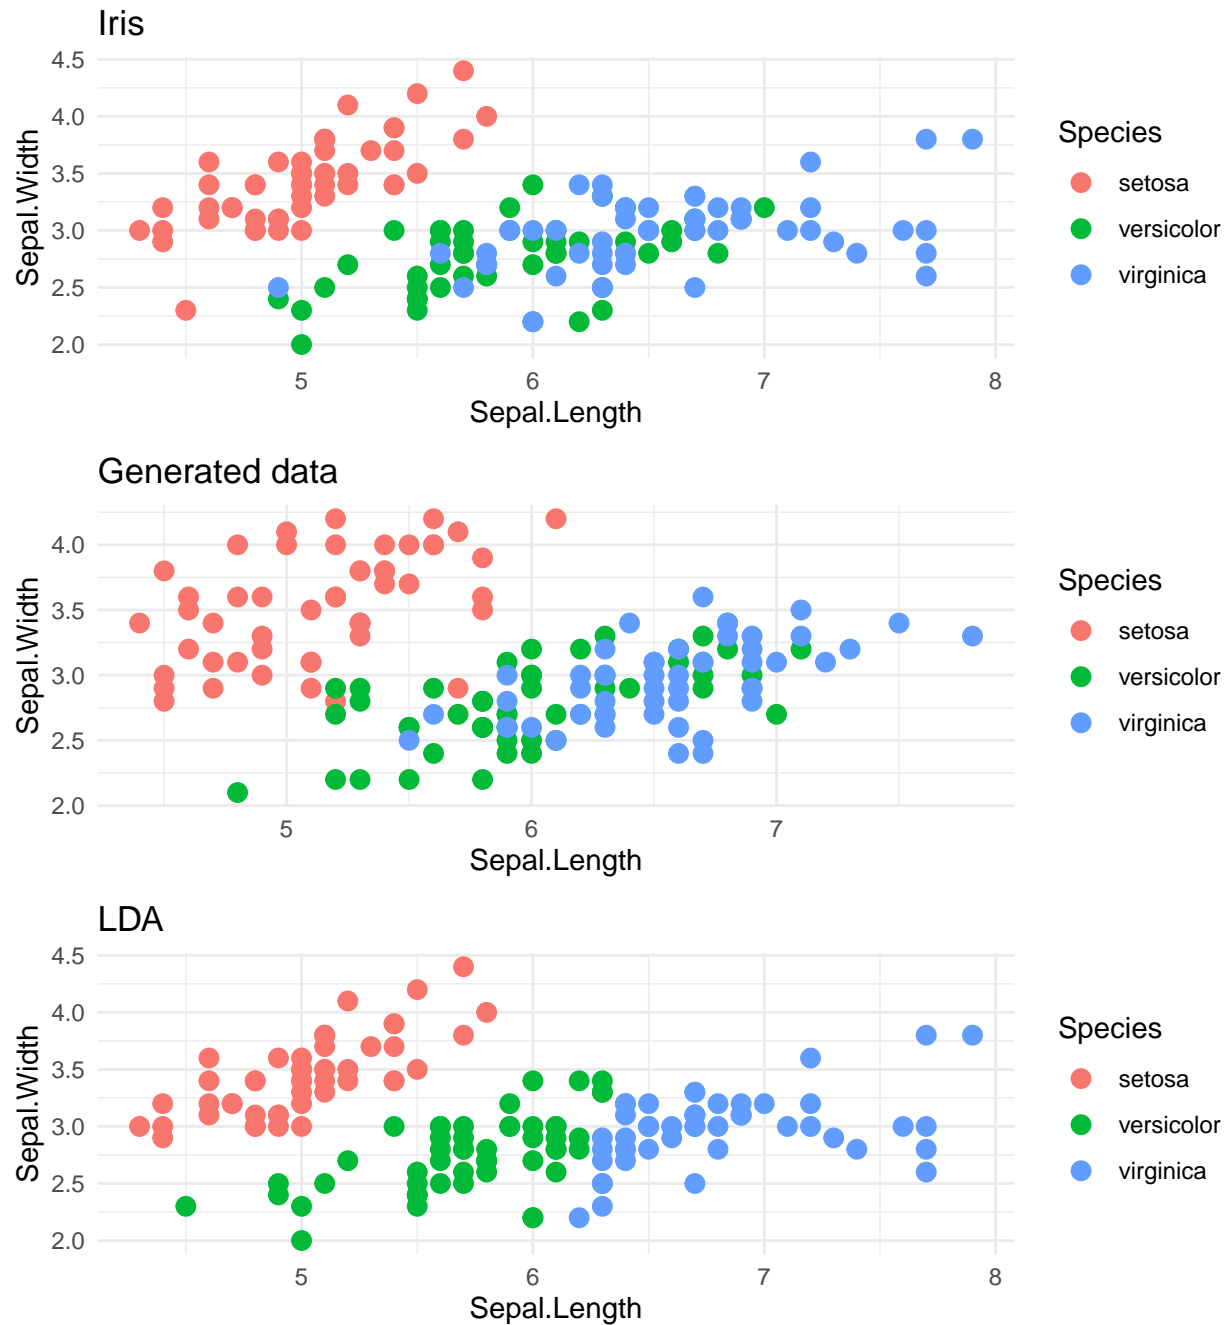 Iris
4.5
4.0
3.5
3.0
2.5
2.0
Sepal.Width
5 6 7 8
Sepal.Length
Species
setosa
versicolor
virginica
Generated data
4.0
3.5
3.0
2.5
2.0
Sepal.Width
5 6 7
Sepal.Length
Species
setosa
versicolor
virginica
LDA
4.5
4.0
3.5
3.0
2.5
2.0
Sepal.Width
5 6 7 8
Sepal.Length
Species
setosa
versicolor
virginica